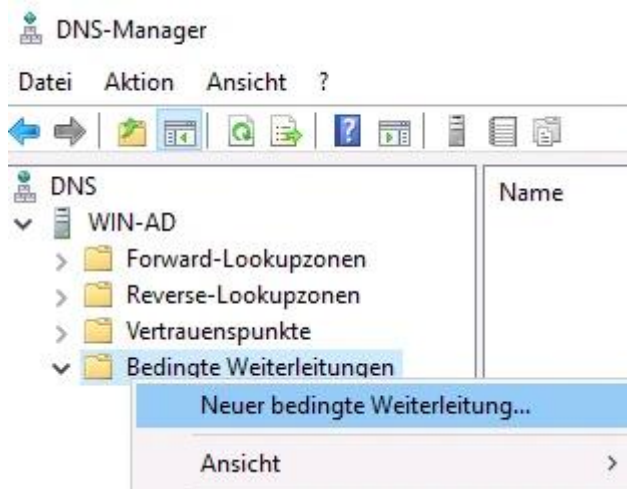 DNS-Manager
Datei Aktion Ansicht ?
DNS
Name
WIN-AD
Forward-Lookupzonen
Reverse-Lookupzonen
Vertrauenspunkte
Bedingte Weiterleitungen
Neuer bedingte Weiterleitung...
Ansicht